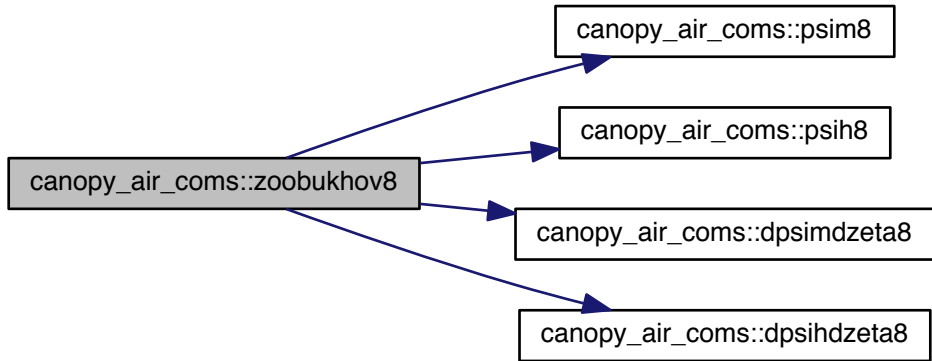 canopy_air_coms::psim8
canopy_air_coms::psih8
canopy_air_coms::zoobukhov8
canopy_air_coms::dpsimdzeta8
canopy_air_coms::dpsihdzeta8